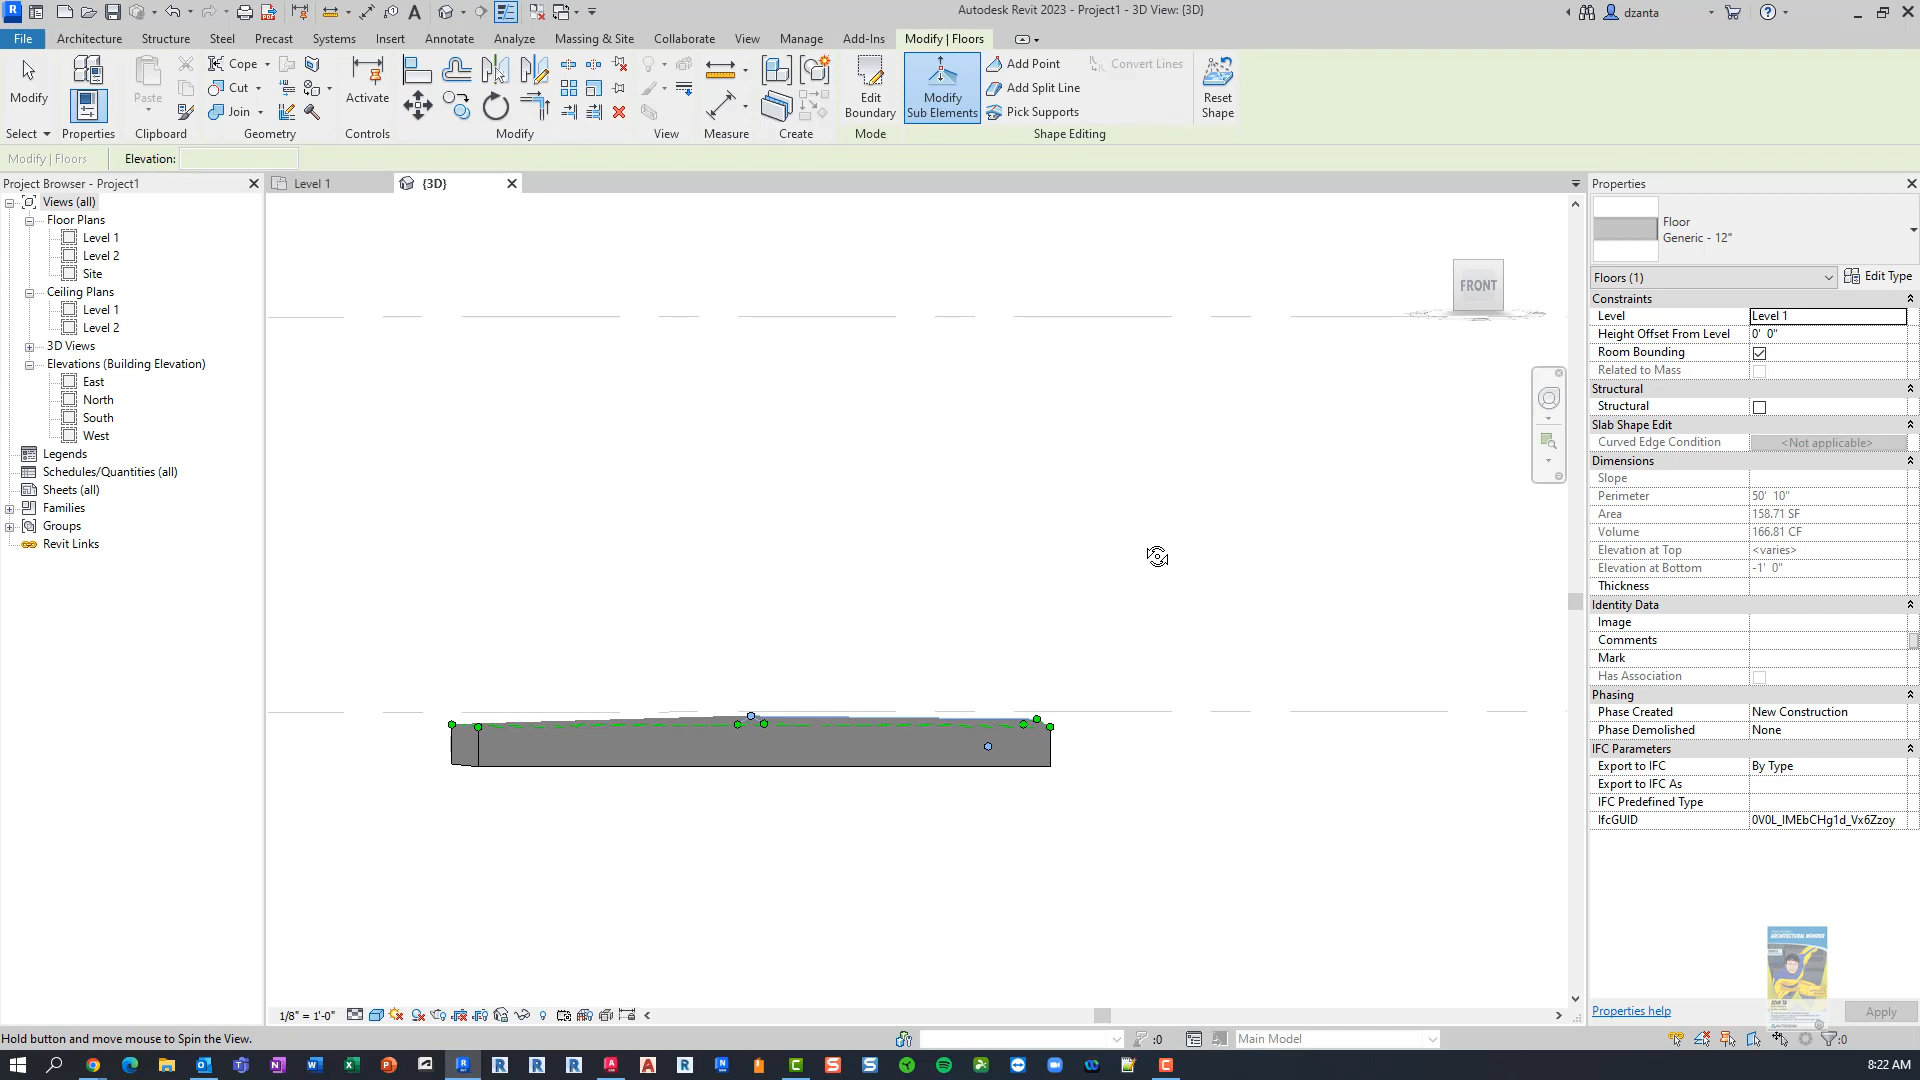 Autodesk Revit 2023 - Project1 - 3D View: {3D}
dzanta
File
Architecture
Structure
Steel
Precast
Systems
Insert
Annotate
Analyze
Massing & Site
Collaborate
View
Manage
Add-Ins
Modify | Floors
Modify
Paste
Cope
Cut
Join
Activate
Edit
Boundary
Modify
Sub Elements
Add Point
Add Split Line
Pick Supports
Convert Lines
Reset
Shape
Select
Properties
Clipboard
Geometry
Controls
Modify
View
Measure
Create
Mode
Shape Editing
Modify | Floors
Elevation:
Project Browser - Project1
Views (all)
Floor Plans
Level 1
Level 2
Site
Ceiling Plans
Level 1
Level 2
3D Views
Elevations (Building Elevation)
East
North
South
West
Legends
Schedules/Quantities (all)
Sheets (all)
Families
Groups
Revit Links
Level 1
{3D}
FRONT
1/8" = 1'-0"
Properties
Floor
Generic - 12"
Floors (1)
Edit Type
Constraints
Level Level 1
Height Offset From Level 0' 0"
Room Bounding
Related to Mass
Structural
Structural
Slab Shape Edit
Curved Edge Condition <Not applicable>
Dimensions
Slope
Perimeter 50' 10"
Area 158.71 SF
Volume 166.81 CF
Elevation at Top <varies>
Elevation at Bottom -1' 0"
Thickness
Identity Data
Image
Comments
Mark
Has Association
Phasing
Phase Created New Construction
Phase Demolished None
IFC Parameters
Export to IFC By Type
Export to IFC As
IFC Predefined Type
IfcGUID 0V0L_IMEbCHg1d_Vx6Zzoy
ARCHITECTURAL WONDER
Properties help
Apply
Hold button and move mouse to Spin the View.
:0
Main Model
:0
8:22 AM